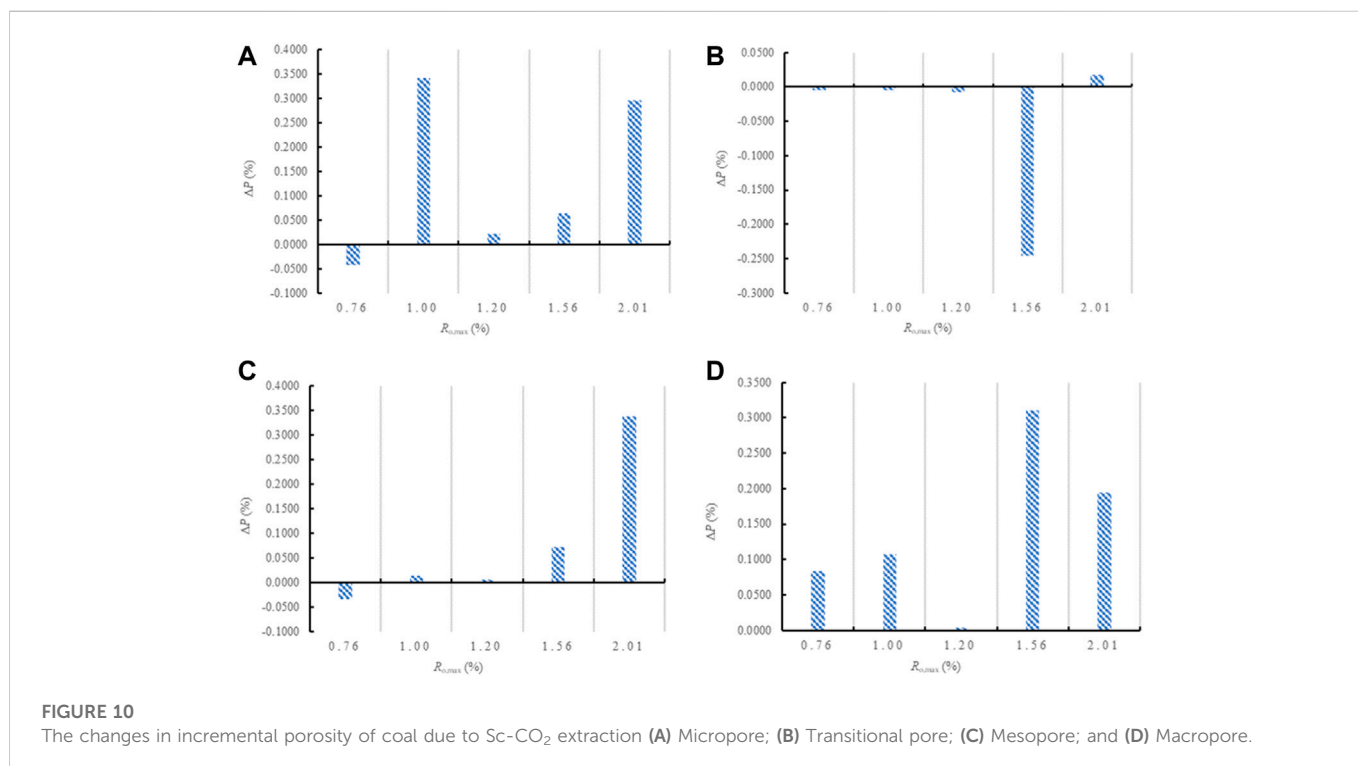 A
0.4000
0.3500
0.3000
0.2500
0.2000
0.1500
0.1000
0.0500
0.0000
-0.0500
-0.1000
ΔP (%)
0.76 1.00 1.20 1.56 2.01
Ro,max (%)
B
0.0500
0.0000
-0.0500
-0.1000
-0.1500
-0.2000
-0.2500
-0.3000
ΔP (%)
0.76 1.00 1.20 1.56 2.01
Ro,max (%)
C
0.4000
0.3500
0.3000
0.2500
0.2000
0.1500
0.1000
0.0500
0.0000
-0.0500
-0.1000
ΔP (%)
0.76 1.00 1.20 1.56 2.01
Ro,max (%)
D
0.3500
0.3000
0.2500
0.2000
0.1500
0.1000
0.0500
0.0000
ΔP (%)
0.76 1.00 1.20 1.56 2.01
Ro,max (%)
FIGURE 10
The changes in incremental porosity of coal due to Sc-CO₂ extraction (A) Micropore; (B) Transitional pore; (C) Mesopore; and (D) Macropore.